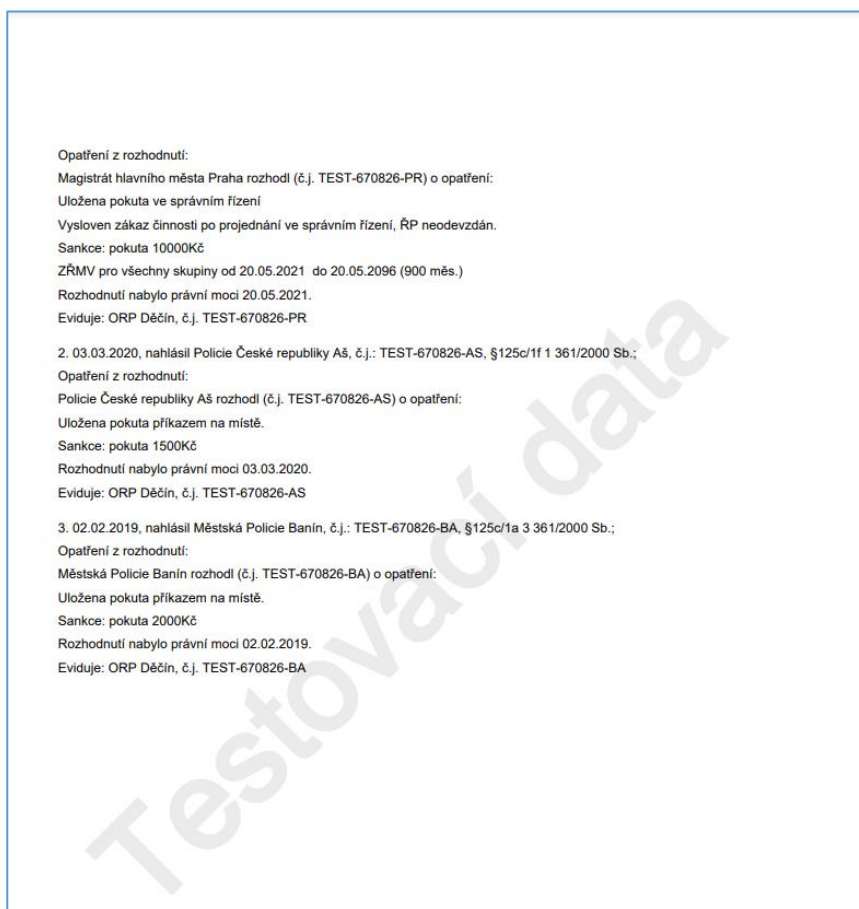 Opatření z rozhodnutí:
Magistrát hlavního města Praha rozhodl (č.j. TEST-670826-PR) o opatření:
Uložena pokuta ve správním řízení
Vysloven zákaz činnosti po projednání ve správním řízení, ŘP neodevzdán.
Sankce: pokuta 10000Kč
ZŘMV pro všechny skupiny od 20.05.2021  do 20.05.2096 (900 měs.)
Rozhodnutí nabylo právní moci 20.05.2021.
Eviduje: ORP Děčín, č.j. TEST-670826-PR
2. 03.03.2020, nahlásil Policie České republiky Aš, č.j.: TEST-670826-AS, §125c/1f 1 361/2000 Sb.;
Opatření z rozhodnutí:
Policie České republiky Aš rozhodl (č.j. TEST-670826-AS) o opatření:
Uložena pokuta příkazem na místě.
Sankce: pokuta 1500Kč
Rozhodnutí nabylo právní moci 03.03.2020.
Eviduje: ORP Děčín, č.j. TEST-670826-AS
3. 02.02.2019, nahlásil Městská Policie Banín, č.j.: TEST-670826-BA, §125c/1a 3 361/2000 Sb.;
Opatření z rozhodnutí:
Městská Policie Banín rozhodl (č.j. TEST-670826-BA) o opatření:
Uložena pokuta příkazem na místě.
Sankce: pokuta 2000Kč
Rozhodnutí nabylo právní moci 02.02.2019.
Eviduje: ORP Děčín, č.j. TEST-670826-BA
Testovací data